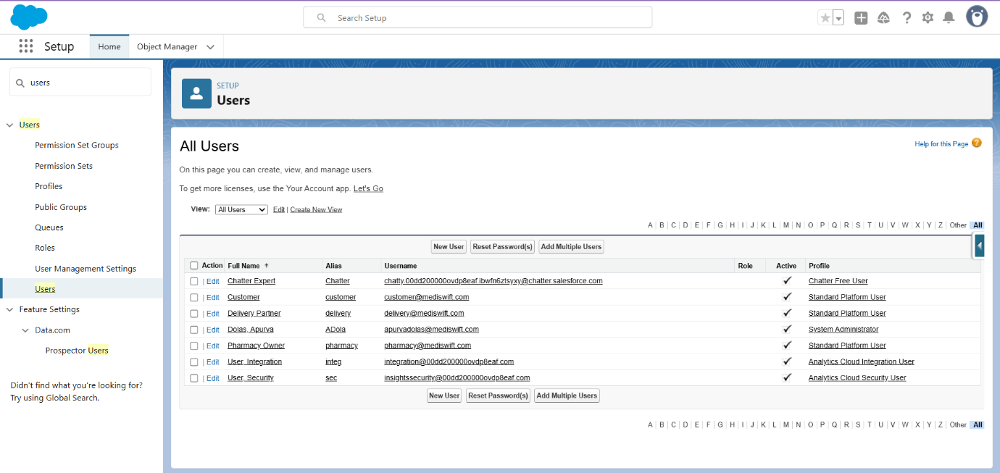 Search Setup
Setup
Home
Object Manager
users
Users
Permission Set Groups
Permission Sets
Profiles
Public Groups
Queues
Roles
User Management Settings
Users
Feature Settings
Data.com
Prospector Users
Didn't find what you're looking for?
Try using Global Search.
SETUP
Users
All Users
Help for this Page ?
On this page you can create, view, and manage users.
To get more licenses, use the Your Account app. Let's Go
View: All Users Edit | Create New View
A | B | C | D | E | F | G | H | I | J | K | L | M | N | O | P | Q | R | S | T | U | V | W | X | Y | Z | Other | All
New User Reset Password(s) Add Multiple Users
Action Full Name ↑ Alias Username Role Active Profile
| Edit Chatter Expert Chatter chatty.00dd200000ovdp8eaf.ibwfn6ztsyxy@chatter.salesforce.com ✓ Chatter Free User
| Edit Customer customer customer@mediswift.com ✓ Standard Platform User
| Edit Delivery Partner delivery delivery@mediswift.com ✓ Standard Platform User
| Edit Dolas, Apurva ADola apurvadolas@mediswift.com ✓ System Administrator
| Edit Pharmacy Owner pharmacy pharmacy@mediswift.com ✓ Standard Platform User
| Edit User, Integration integ integration@00dd200000ovdp8eaf.com ✓ Analytics Cloud Integration User
| Edit User, Security sec insightssecurity@00dd200000ovdp8eaf.com ✓ Analytics Cloud Security User
New User Reset Password(s) Add Multiple Users
A | B | C | D | E | F | G | H | I | J | K | L | M | N | O | P | Q | R | S | T | U | V | W | X | Y | Z | Other | All